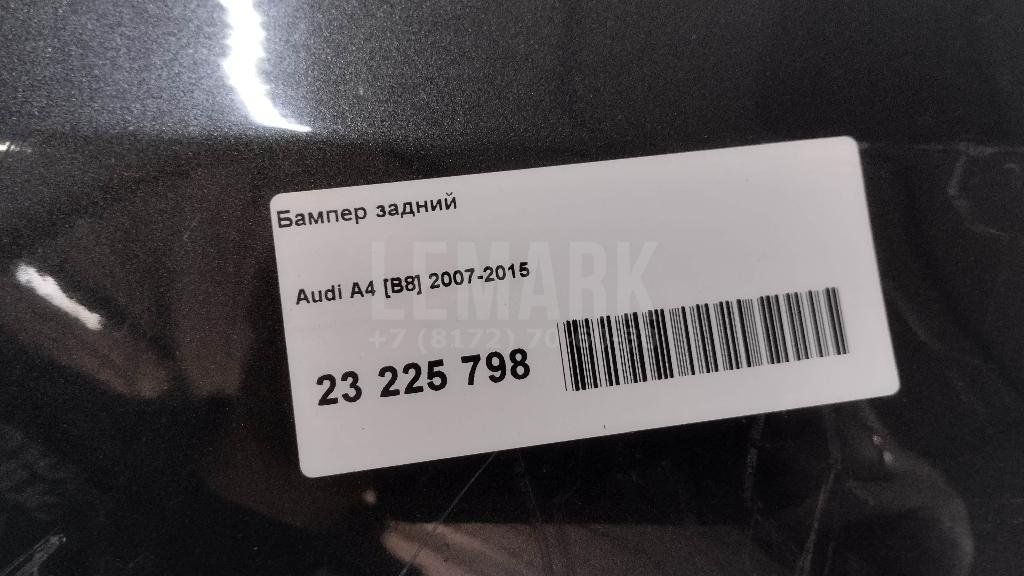 Бампер задний
Audi A4 [B8] 2007-2015
LEMARK
23 225 798